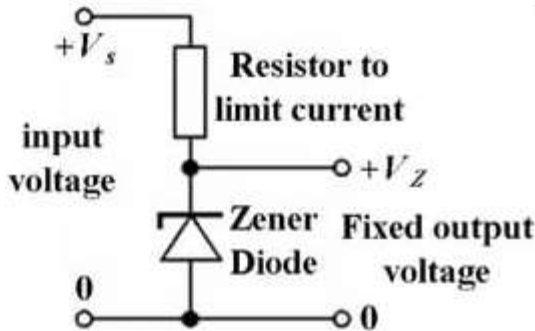 +Vs
Resistor to
limit current
input
voltage
+VZ
Zener
Diode
Fixed output
voltage
0
0